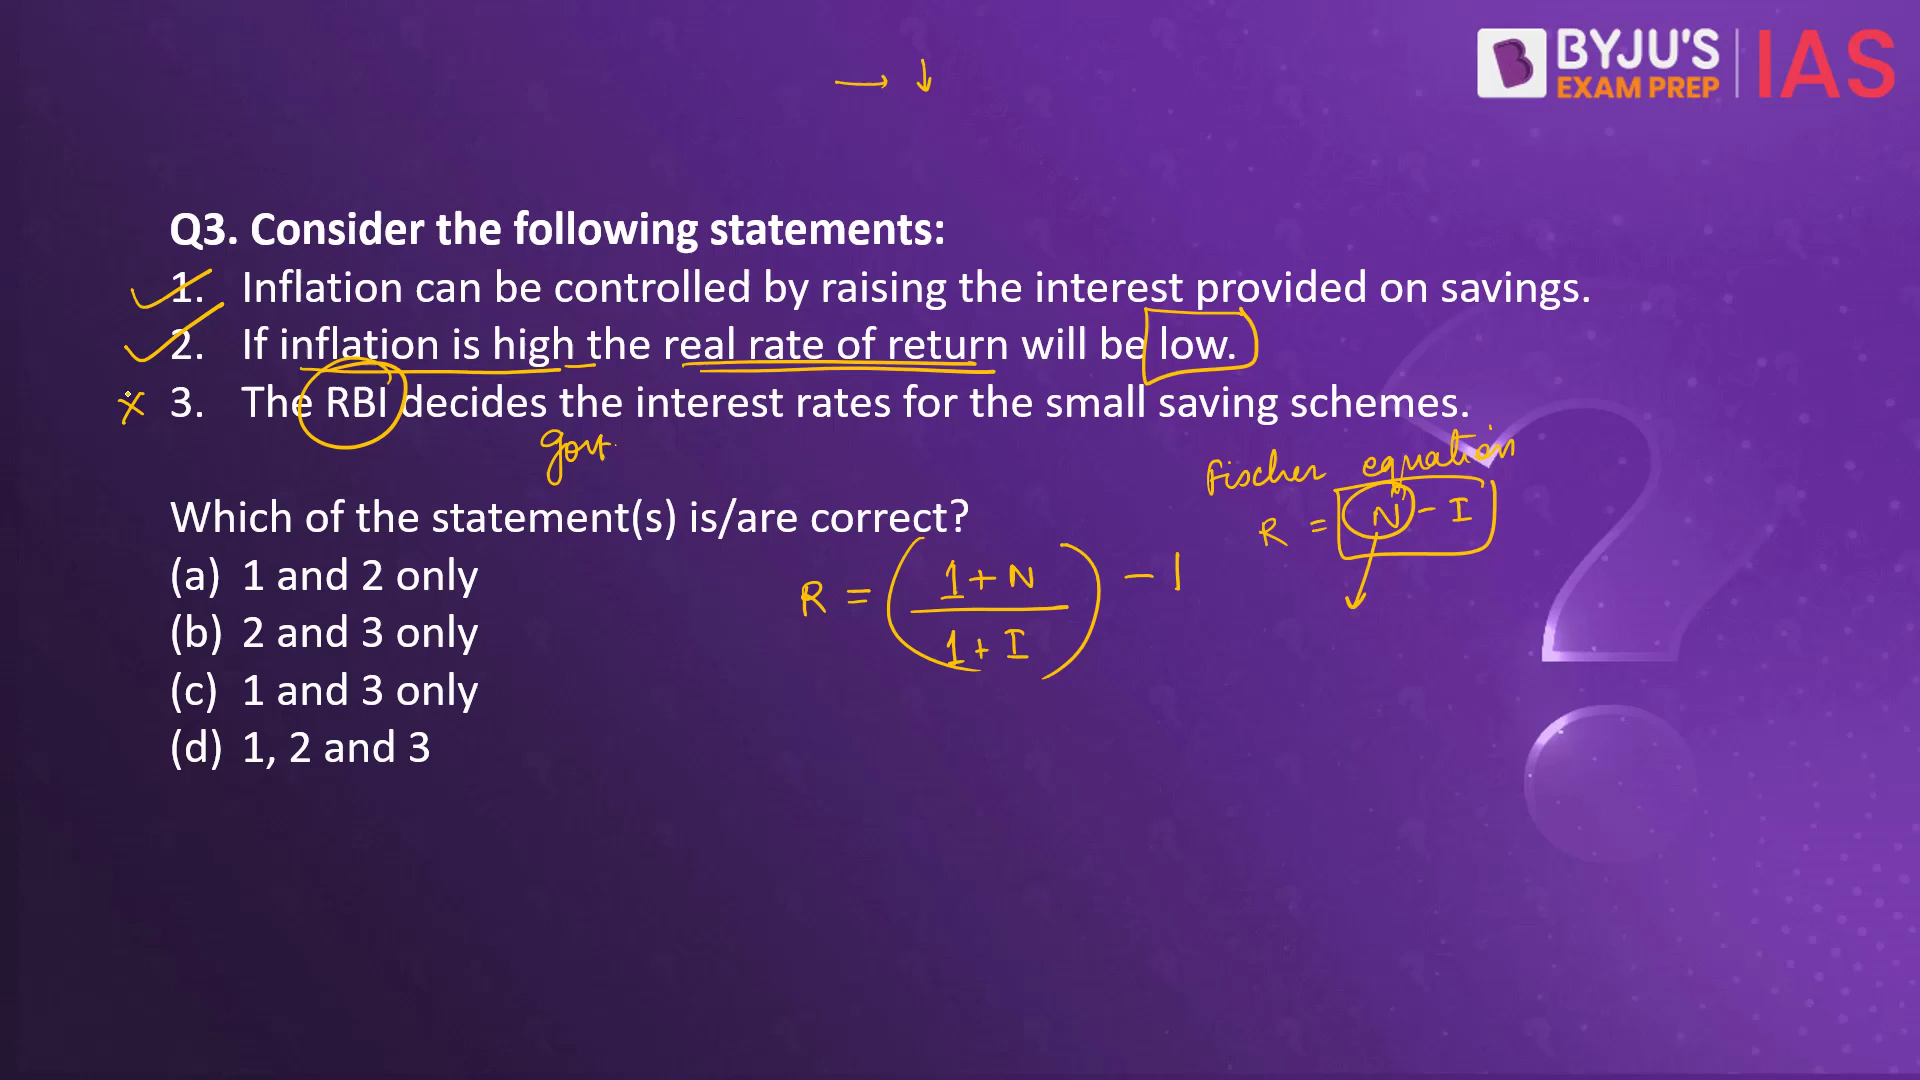 BYJU'S
EXAM PREP
IAS
Q3. Consider the following statements:
1. Inflation can be controlled by raising the interest provided on savings.
2. If inflation is high the real rate of return will be low.
3. The RBI decides the interest rates for the small saving schemes.
govt
Fischer equation
R = N - I
Which of the statement(s) is/are correct?
R = (1 + N / 1 + I) - 1
(a) 1 and 2 only
(b) 2 and 3 only
(c) 1 and 3 only
(d) 1, 2 and 3